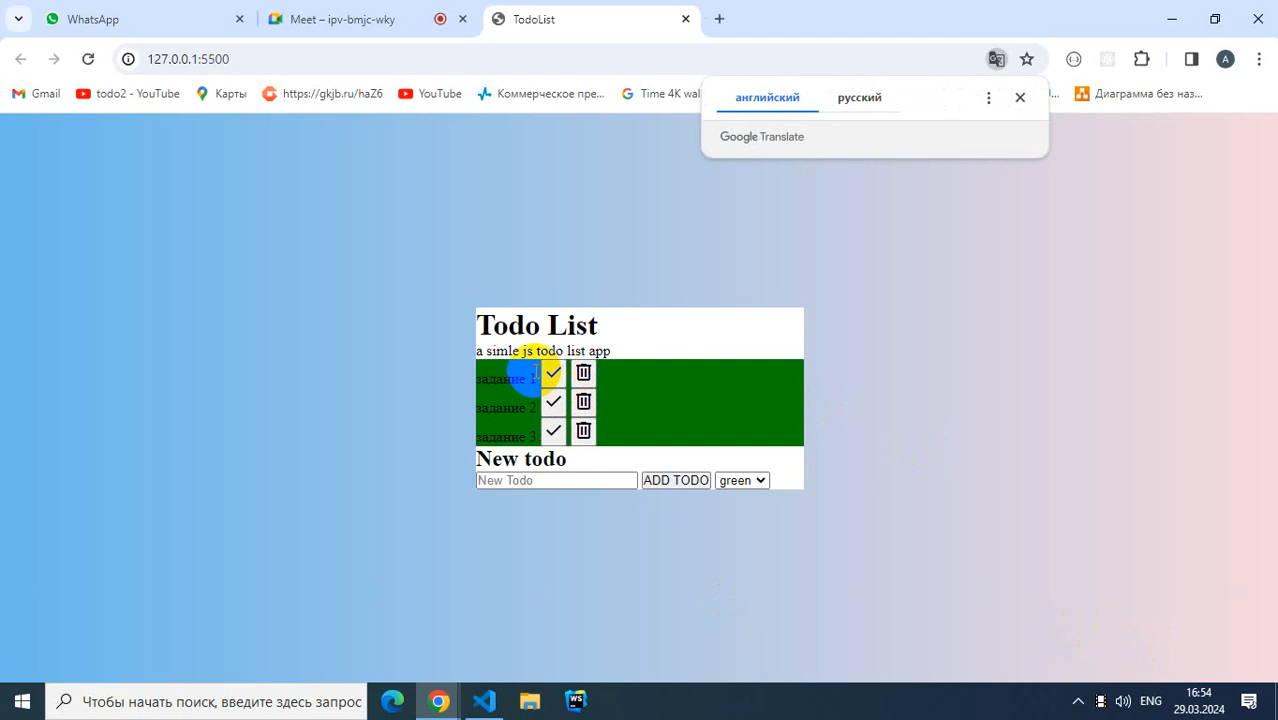 WhatsApp
Meet – ipv-bmjc-wky
TodoList
127.0.0.1:5500
Gmail
todo2 - YouTube
Карты
https://gkjb.ru/haZ6
YouTube
Коммерческое пре...
Time 4K wal
Диаграмма без наз...
A
английский
русский
Google Translate
Todo List
a simle js todo list app
задание 1
задание 2
задание 3
New todo
New Todo
ADD TODO
green
Чтобы начать поиск, введите здесь запрос
WS
ENG
16:54
29.03.2024